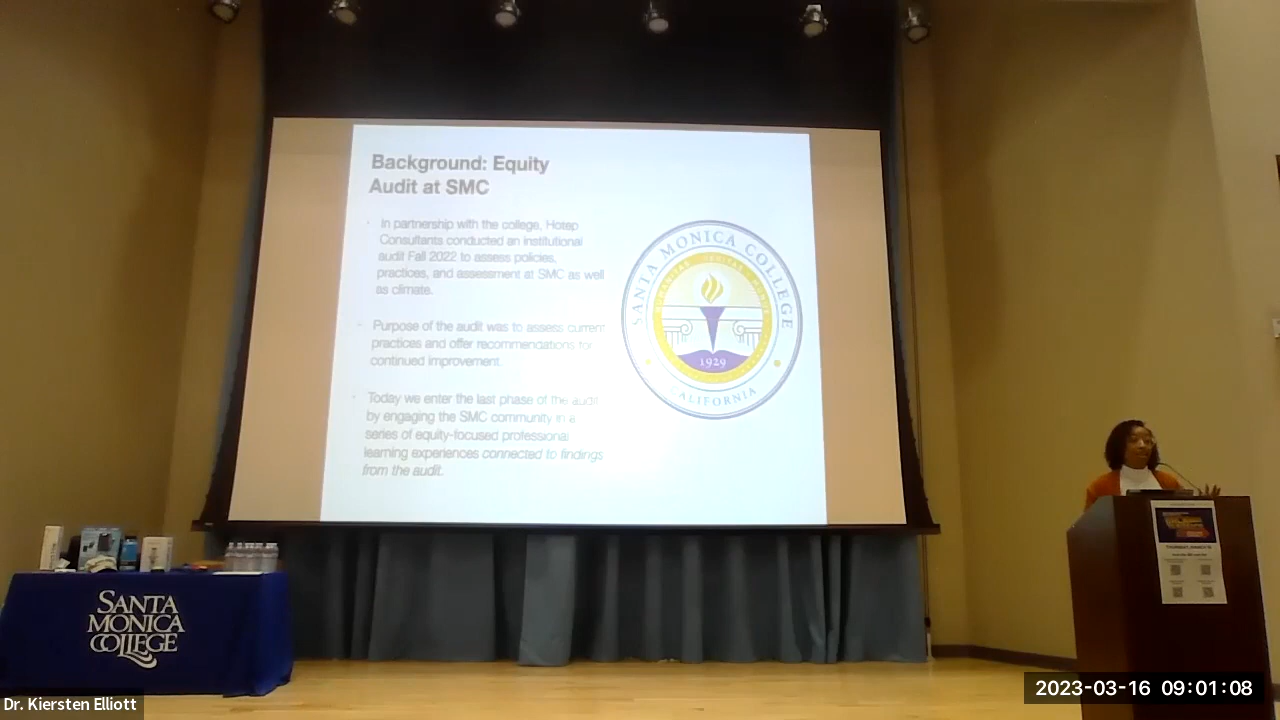 Background: Equity
Audit at SMC
In partnership with the college, Hotep
Consultants conducted an institutional
audit Fall 2022 to assess policies,
practices, and assessment at SMC as well
as climate.
Purpose of the audit was to assess current
practices and offer recommendations for
continued improvement.
Today we enter the last phase of the audit
by engaging the SMC community in a
series of equity-focused professional
learning experiences connected to findings
from the audit.
SANTA MONICA COLLEGE
1929
CALIFORNIA
SANTA
MONICA
COLLEGE
THURSDAY, MARCH 16
Dr. Kiersten Elliott
2023-03-16 09:01:08